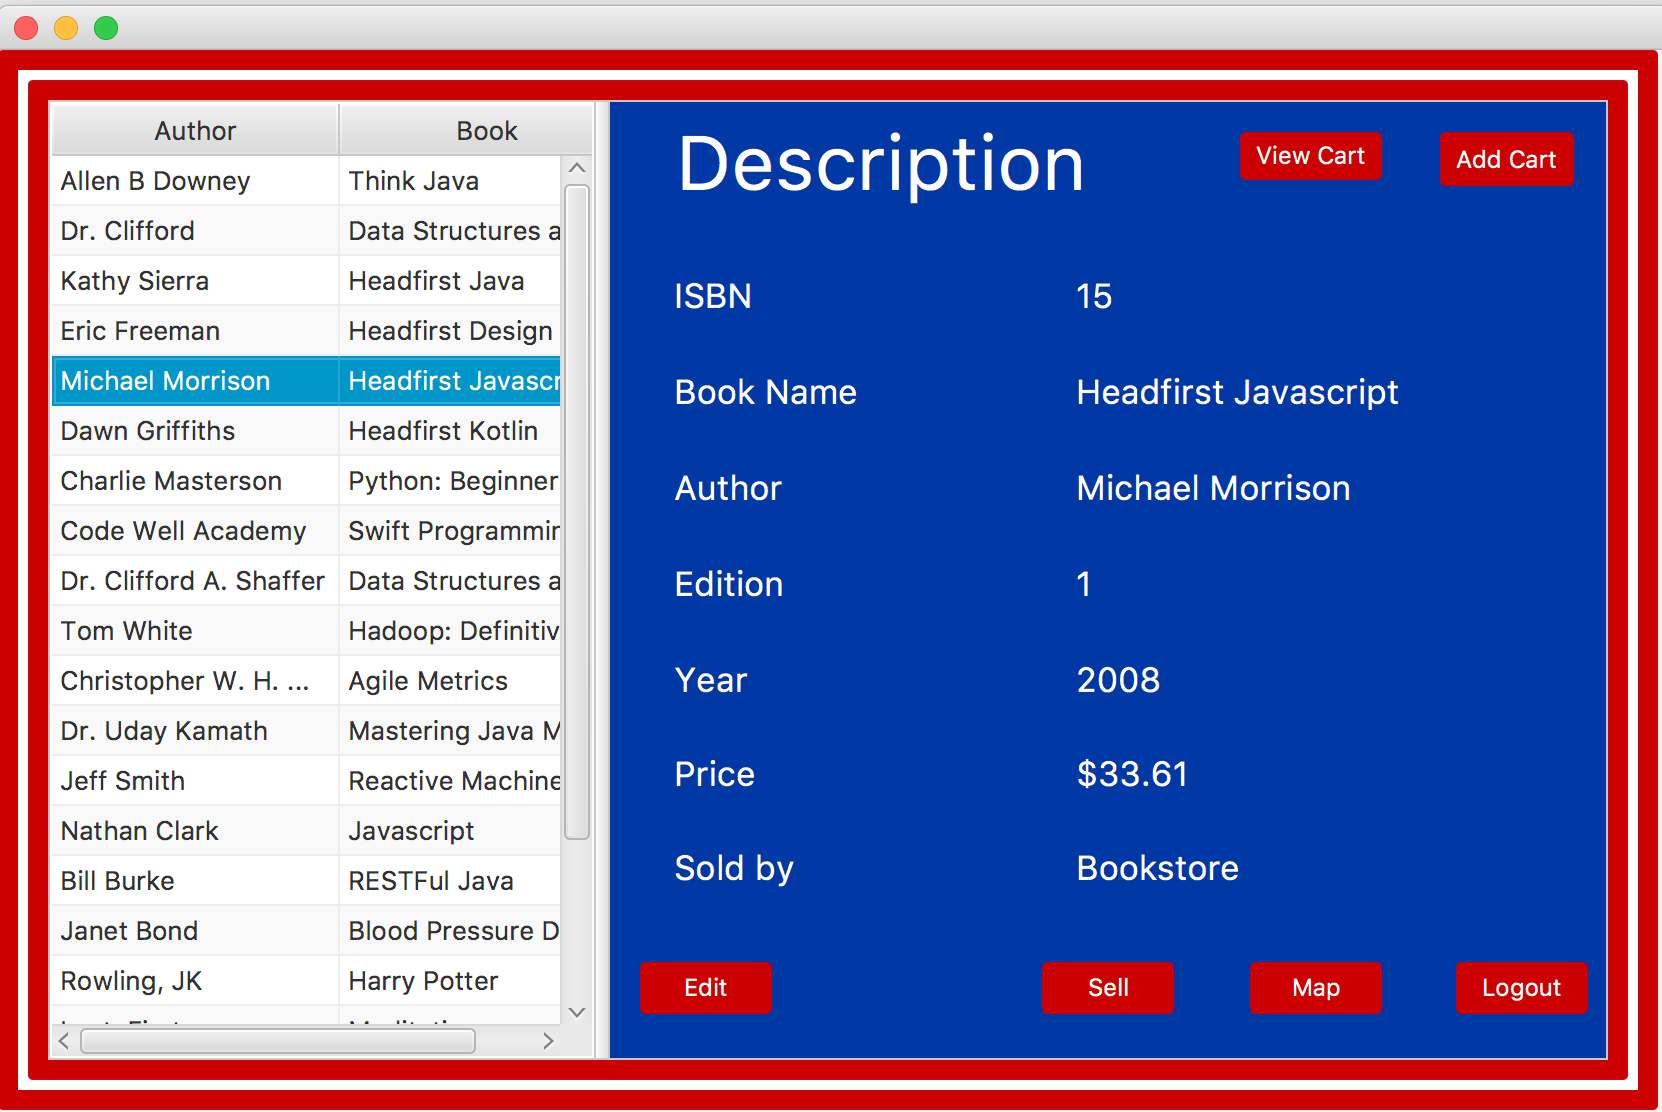 Author Book
Allen B Downey Think Java
Dr. Clifford Data Structures a
Kathy Sierra Headfirst Java
Eric Freeman Headfirst Design
Michael Morrison Headfirst Javascr
Dawn Griffiths Headfirst Kotlin
Charlie Masterson Python: Beginner
Code Well Academy Swift Programmin
Dr. Clifford A. Shaffer Data Structures a
Tom White Hadoop: Definitiv
Christopher W. H. ... Agile Metrics
Dr. Uday Kamath Mastering Java M
Jeff Smith Reactive Machine
Nathan Clark Javascript
Bill Burke RESTFul Java
Janet Bond Blood Pressure D
Rowling, JK Harry Potter
Description
View Cart
Add Cart
ISBN 15
Book Name Headfirst Javascript
Author Michael Morrison
Edition 1
Year 2008
Price $33.61
Sold by Bookstore
Edit Sell Map Logout